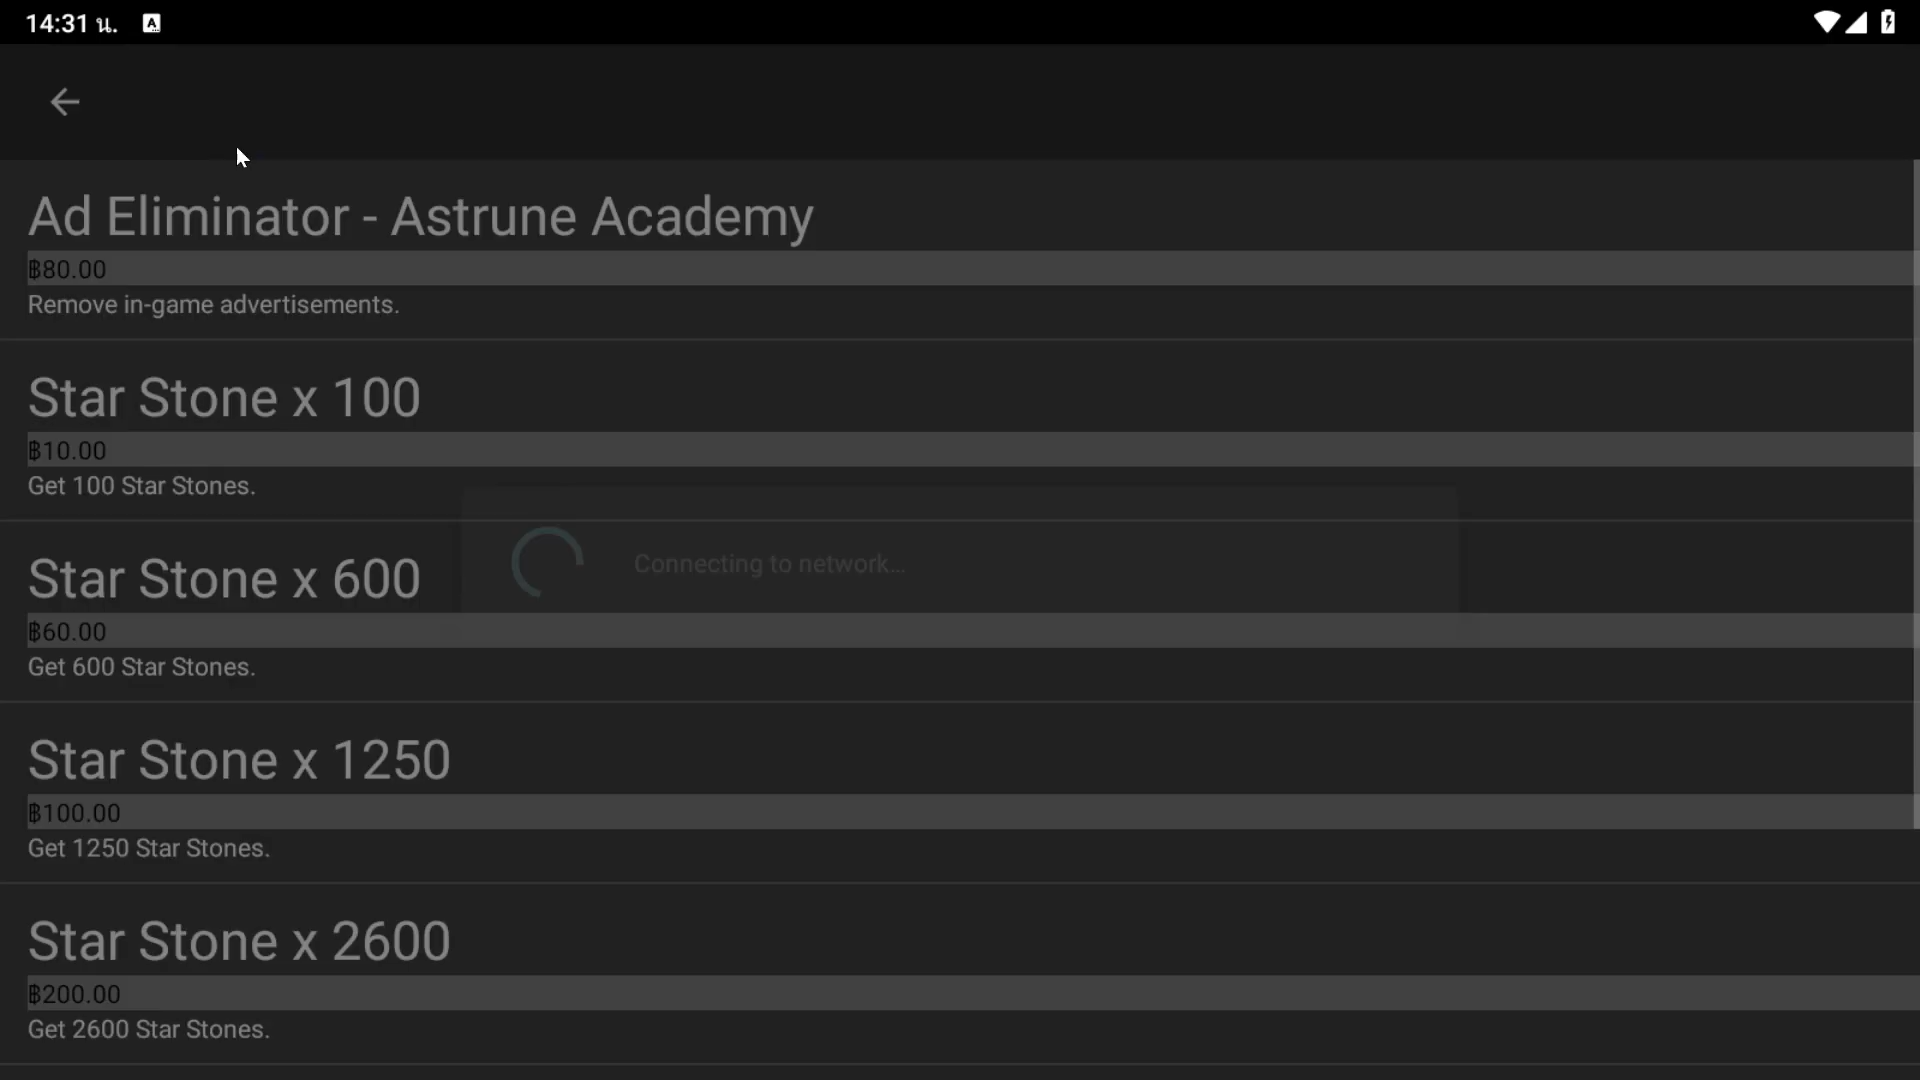 14:31 น.
Ad Eliminator - Astrune Academy
฿80.00
Remove in-game advertisements.
Star Stone x 100
฿10.00
Get 100 Star Stones.
Connecting to network...
Star Stone x 600
฿60.00
Get 600 Star Stones.
Star Stone x 1250
฿100.00
Get 1250 Star Stones.
Star Stone x 2600
฿200.00
Get 2600 Star Stones.